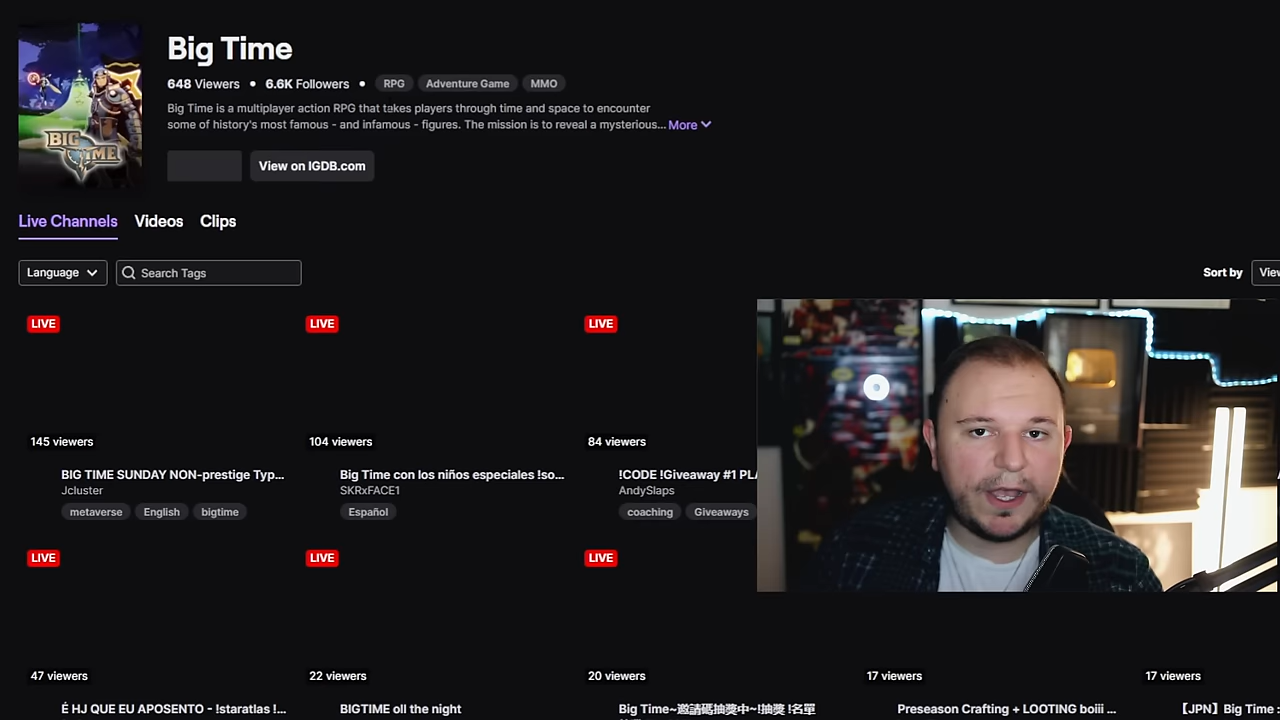 Big Time
648 Viewers • 6.6K Followers • RPG Adventure Game MMO
Big Time is a multiplayer action RPG that takes players through time and space to encounter
some of history's most famous - and infamous - figures. The mission is to reveal a mysterious... More
BIG TIME
View on IGDB.com
Live Channels Videos Clips
Language Search Tags Sort by View
LIVE LIVE LIVE
145 viewers 104 viewers 84 viewers
BIG TIME SUNDAY NON-prestige Typ... Big Time con los niños especiales !so... !CODE !Giveaway #1 PL
Jcluster SKRxFACE1 AndySlaps
metaverse English bigtime Español coaching Giveaways
LIVE LIVE LIVE
47 viewers 22 viewers 20 viewers 17 viewers 17 viewers
É HJ QUE EU APOSENTO - !staratlas !... BIGTIME oll the night Big Time~邀請碼抽獎中~!抽獎 !名單 Preseason Crafting + LOOTING boiii ... 【JPN】Big Time :